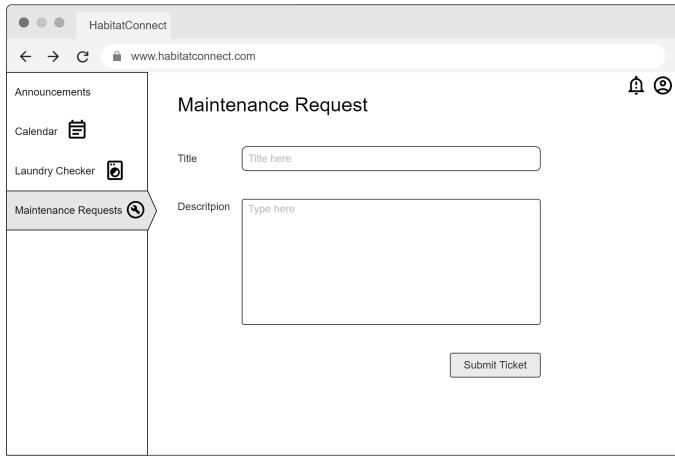 HabitatConnect
www.habitatconnect.com
Announcements
Calendar
Laundry Checker
Maintenance Requests
Maintenance Request
Title
Title here
Descritpion
Type here
Submit Ticket